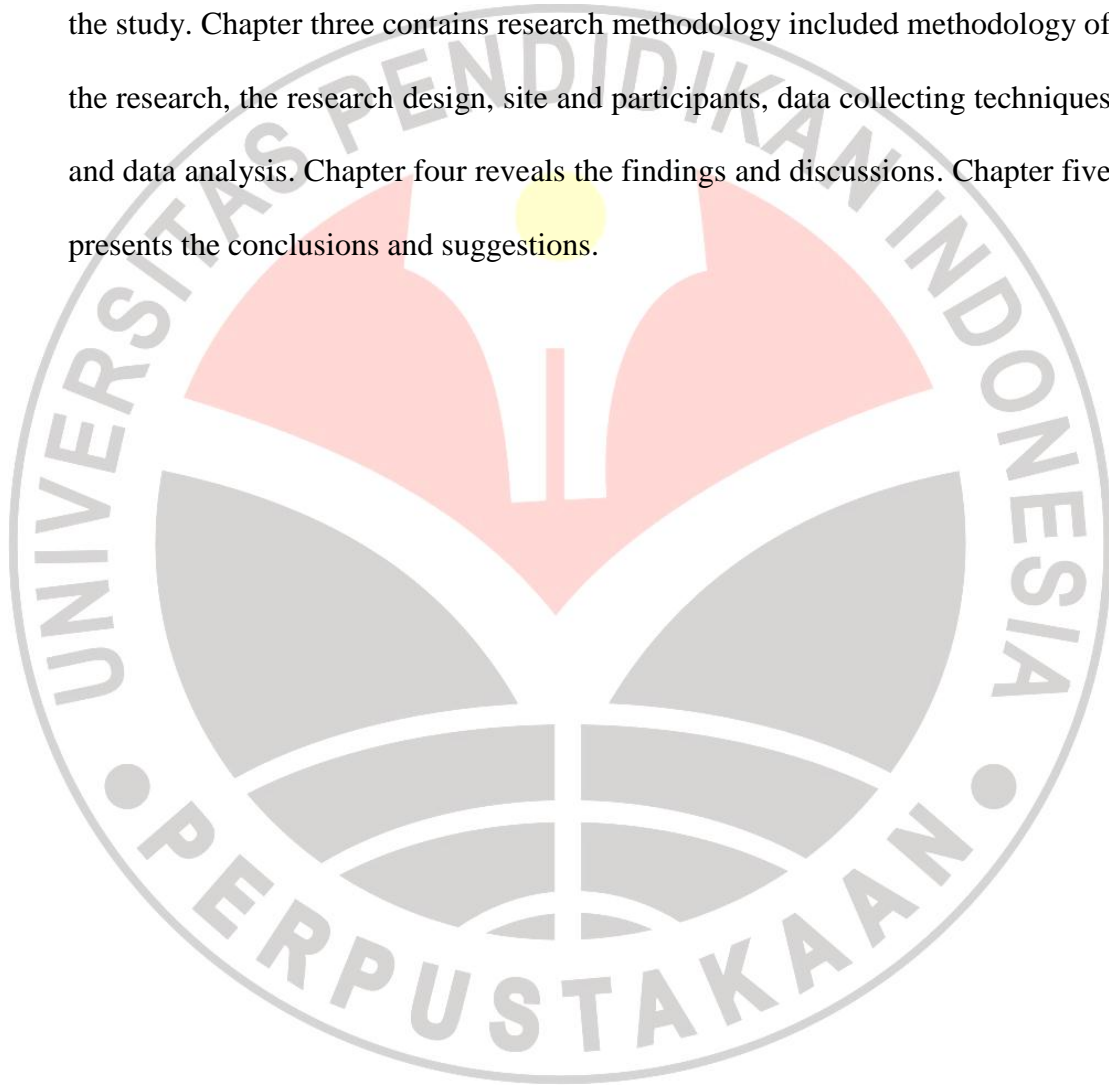 the study. Chapter three contains research methodology included methodology of
the research, the research design, site and participants, data collecting techniques
and data analysis. Chapter four reveals the findings and discussions. Chapter five
presents the conclusions and suggestions.
UNIVERSITAS PENDIDIKAN INDONESIA
PERPUSTAKAAN